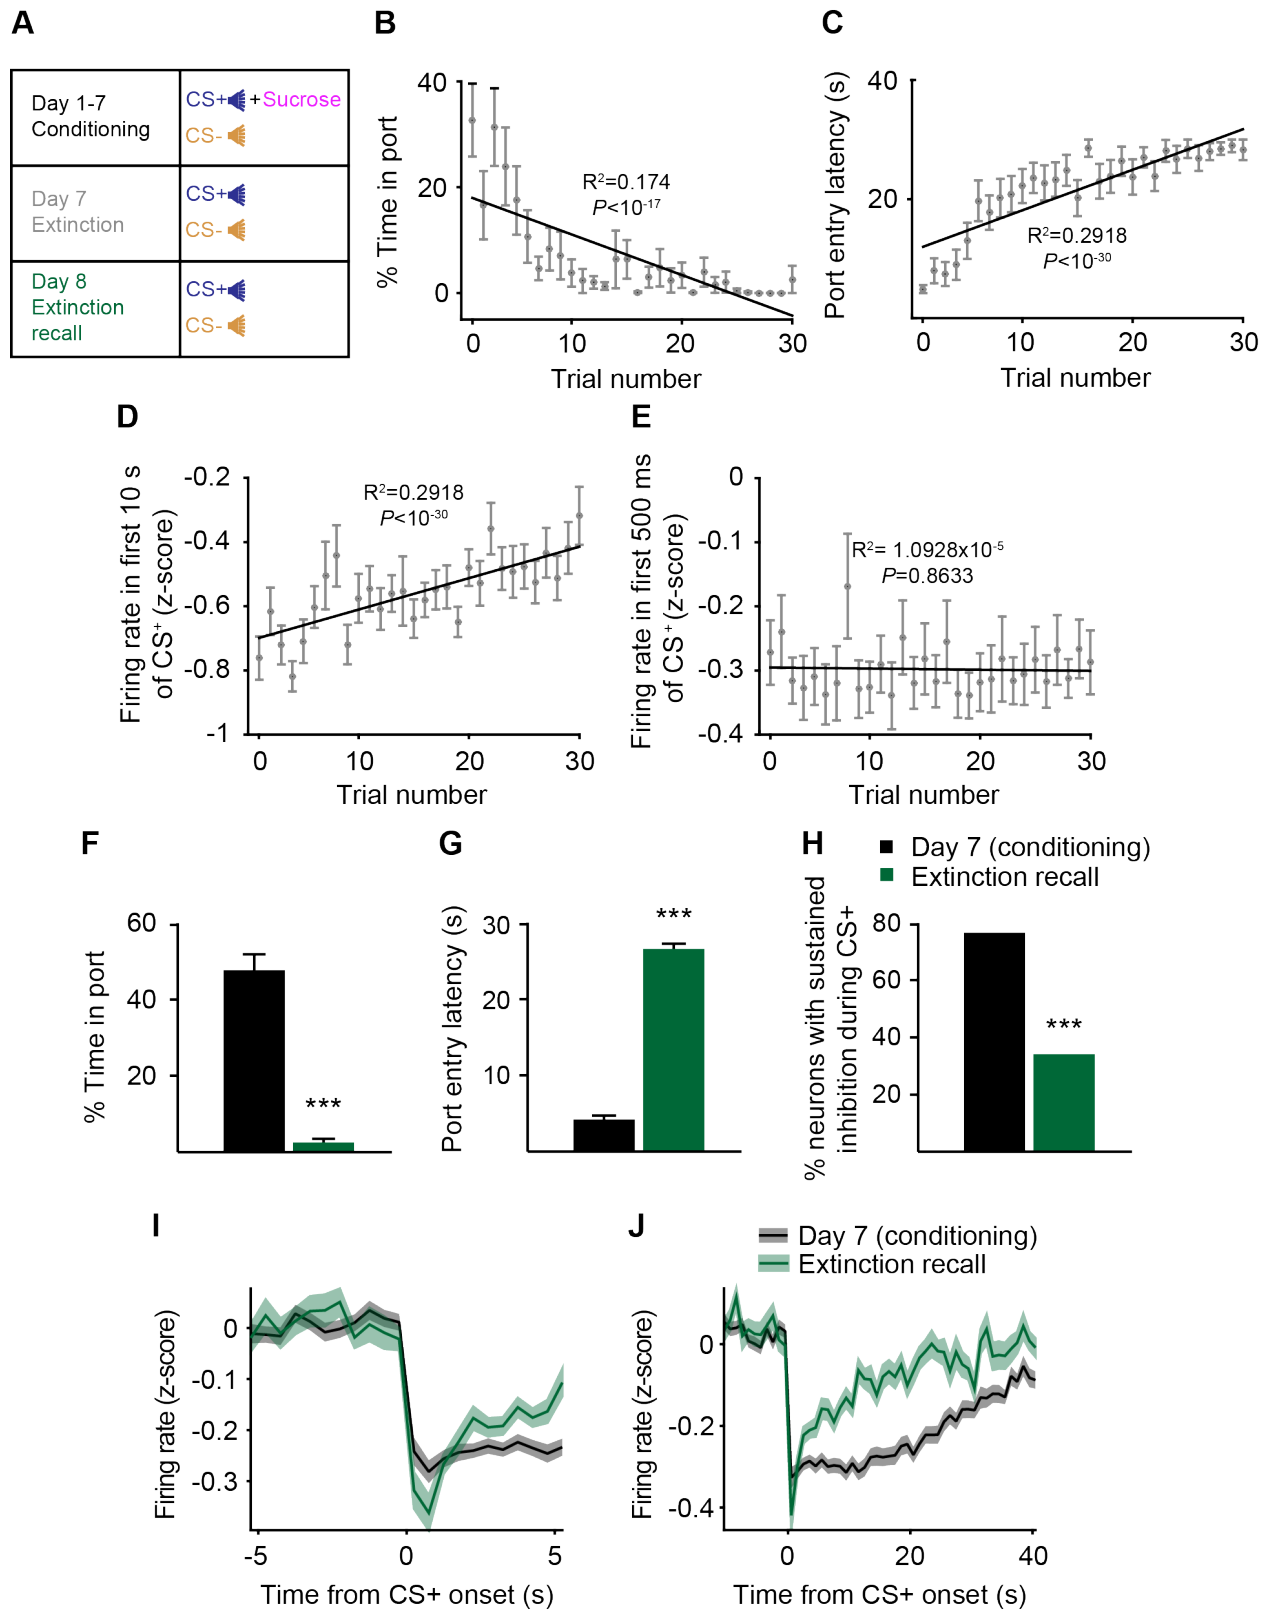 A
Day 1-7
Conditioning
CS+ + Sucrose
CS-
Day 7
Extinction
CS+
CS-
Day 8
Extinction
recall
CS+
CS-
B
% Time in port
40
20
0
R²=0.174
P<10⁻¹⁷
0 10 20 30
Trial number
C
Port entry latency (s)
40
20
R²=0.2918
P<10⁻³⁰
0 10 20 30
Trial number
D
Firing rate in first 10 s
of CS⁺ (z-score)
-0.2
-0.4
-0.6
-0.8
-1
R²=0.2918
P<10⁻³⁰
0 10 20 30
Trial number
E
Firing rate in first 500 ms
of CS⁺ (z-score)
0
-0.1
-0.2
-0.3
-0.4
R²= 1.0928x10⁻⁵
P=0.8633
0 10 20 30
Trial number
F
% Time in port
60
40
20
***
G
Port entry latency (s)
30
20
10
***
H
Day 7 (conditioning)
Extinction recall
% neurons with sustained
inhibition during CS+
80
60
40
20
***
I
Firing rate (z-score)
0
-0.1
-0.2
-0.3
-5 0 5
Time from CS+ onset (s)
J
Day 7 (conditioning)
Extinction recall
Firing rate (z-score)
0
-0.2
-0.4
0 20 40
Time from CS+ onset (s)